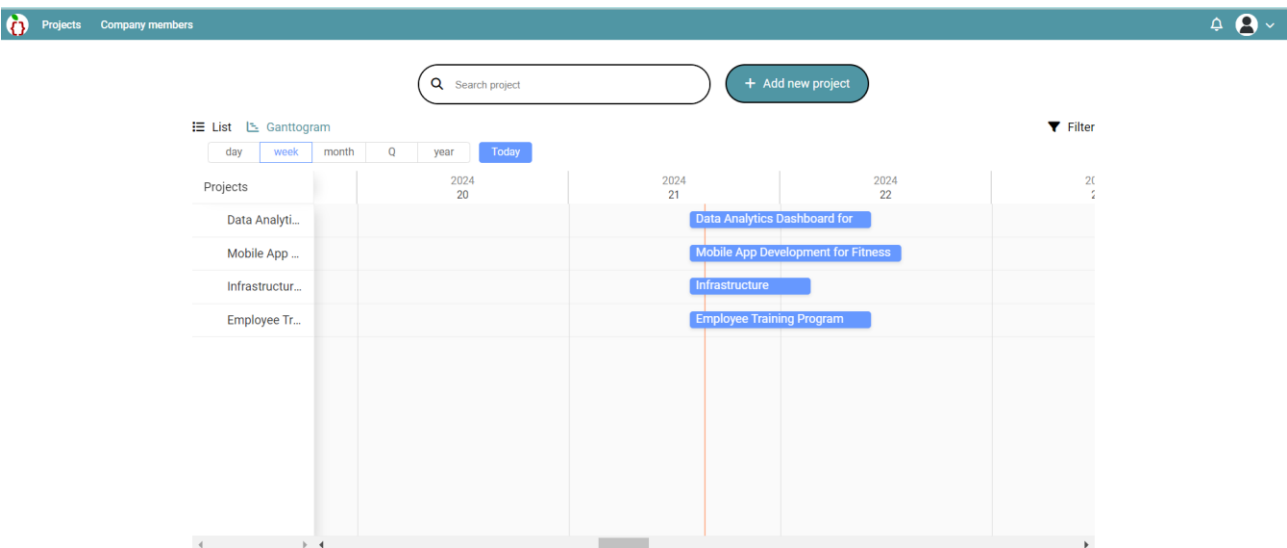 Projects Company members
Search project
+ Add new project
List Ganttogram Filter
day week month Q year Today
Projects
2024 2024 2024
20 21 22
Data Analyti... Data Analytics Dashboard for
Mobile App ... Mobile App Development for Fitness
Infrastructur... Infrastructure
Employee Tr... Employee Training Program